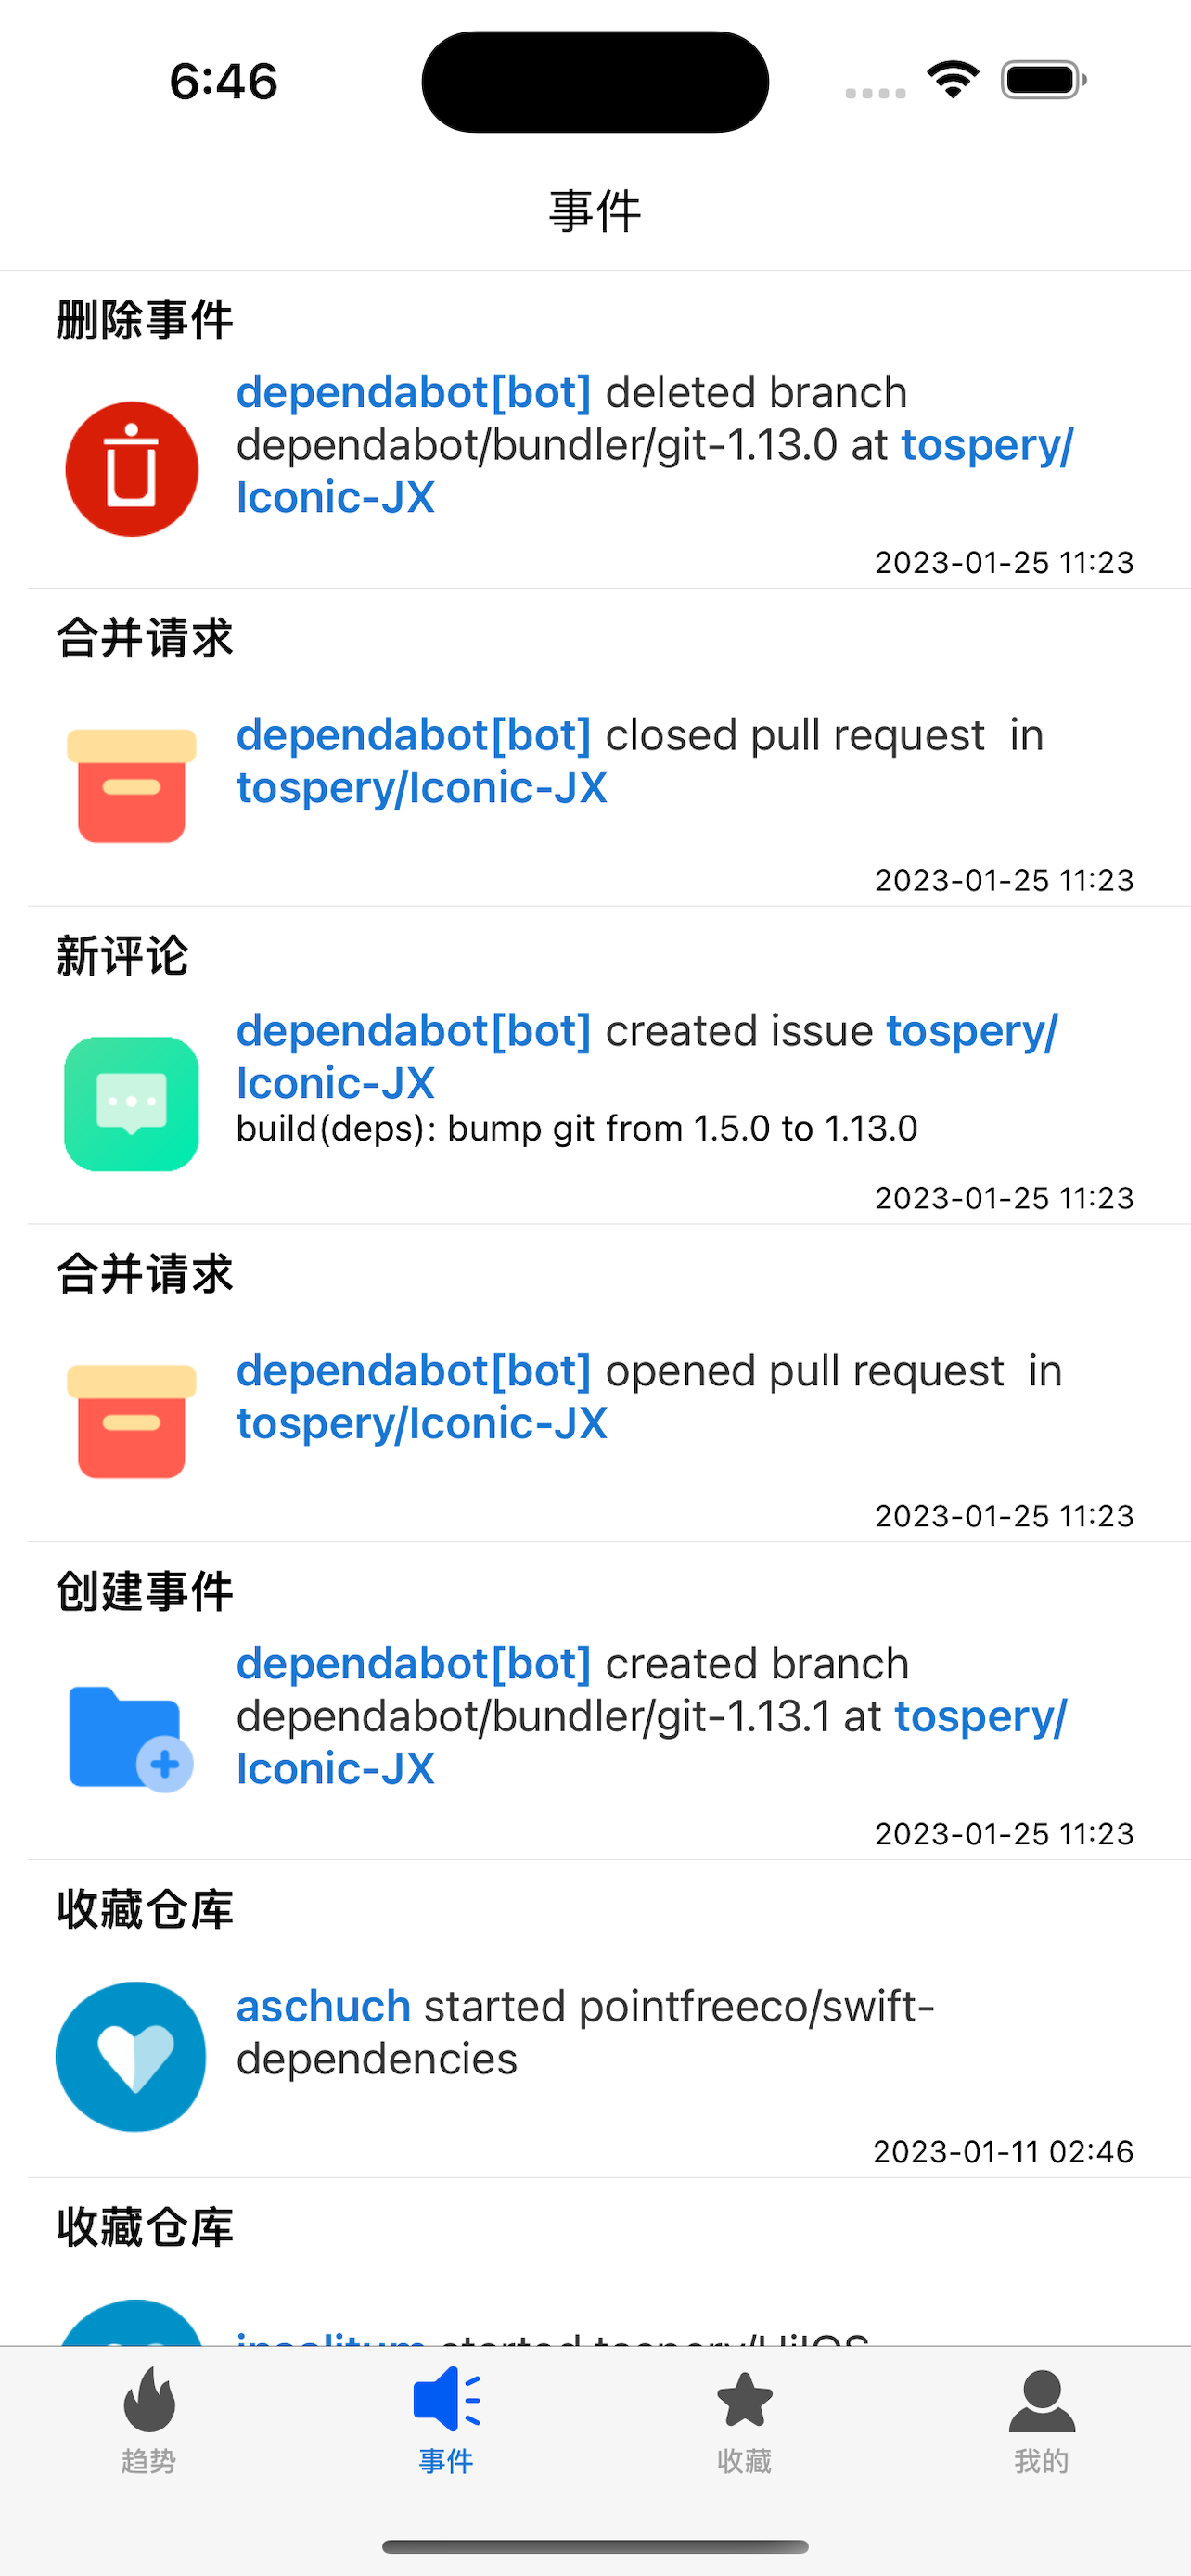 6:46
事件
删除事件
dependabot[bot] deleted branch
dependabot/bundler/git-1.13.0 at tospery/
Iconic-JX
2023-01-25 11:23
合并请求
dependabot[bot] closed pull request  in
tospery/Iconic-JX
2023-01-25 11:23
新评论
dependabot[bot] created issue tospery/
Iconic-JX
build(deps): bump git from 1.5.0 to 1.13.0
2023-01-25 11:23
合并请求
dependabot[bot] opened pull request  in
tospery/Iconic-JX
2023-01-25 11:23
创建事件
dependabot[bot] created branch
dependabot/bundler/git-1.13.1 at tospery/
Iconic-JX
2023-01-25 11:23
收藏仓库
aschuch started pointfreeco/swift-
dependencies
2023-01-11 02:46
收藏仓库
started
趋势
事件
收藏
我的